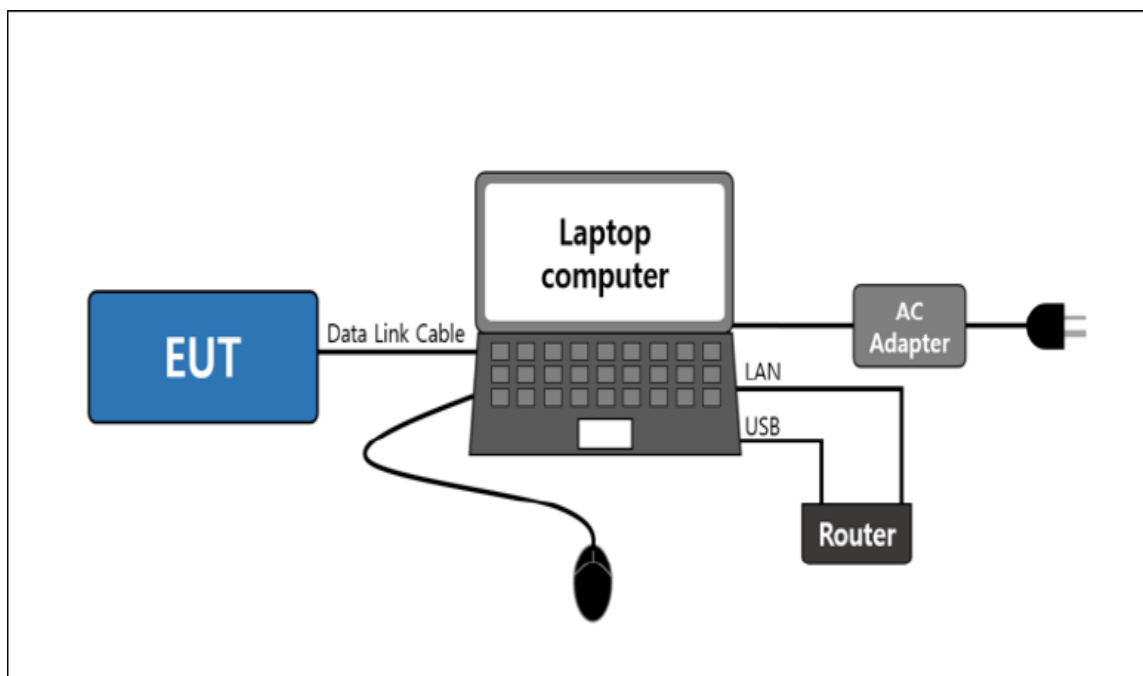 Laptop
computer
EUT
Data Link Cable
AC
Adapter
LAN
USB
Router